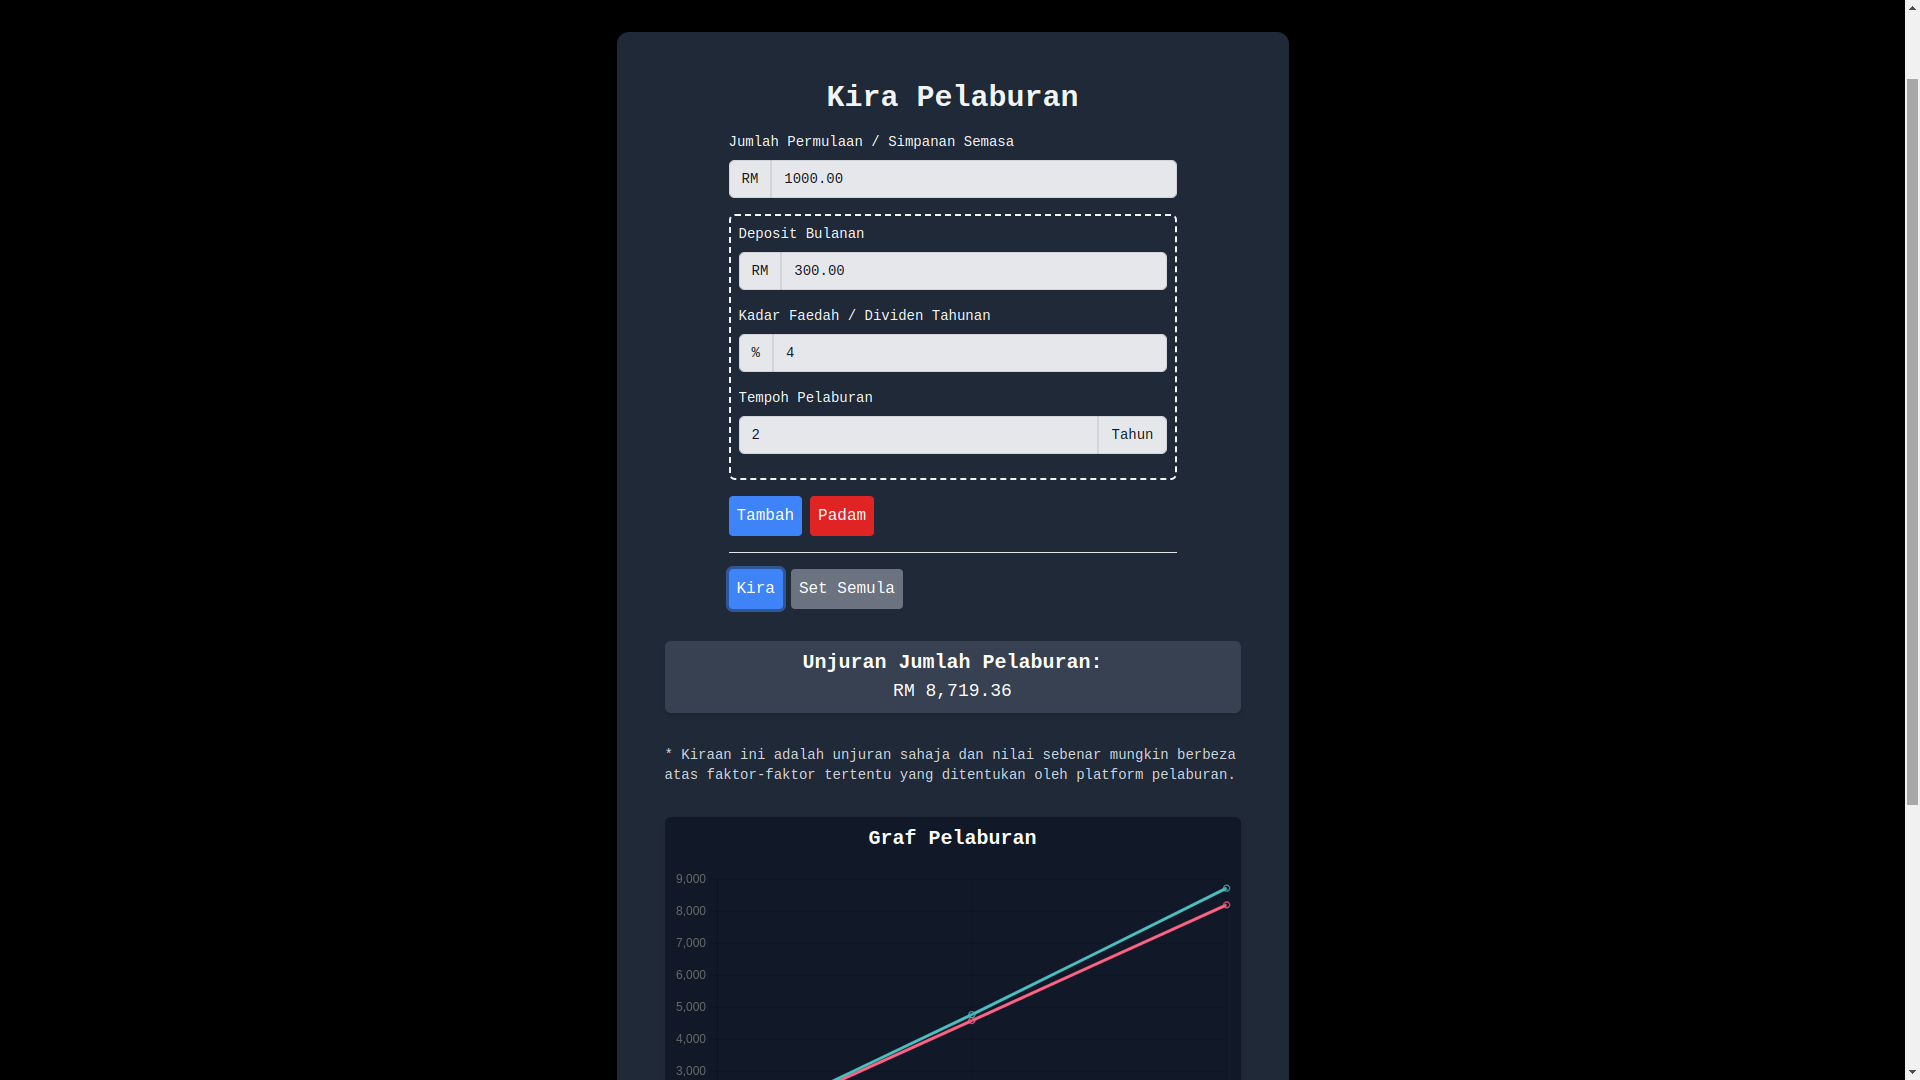 Kira Pelaburan
Jumlah Permulaan / Simpanan Semasa
RM 1000.00
Deposit Bulanan
RM 300.00
Kadar Faedah / Dividen Tahunan
% 4
Tempoh Pelaburan
2 Tahun
Tambah Padam
Kira Set Semula
Unjuran Jumlah Pelaburan:
RM 8,719.36
* Kiraan ini adalah unjuran sahaja dan nilai sebenar mungkin berbeza
atas faktor-faktor tertentu yang ditentukan oleh platform pelaburan.
Graf Pelaburan
9,000
8,000
7,000
6,000
5,000
4,000
3,000